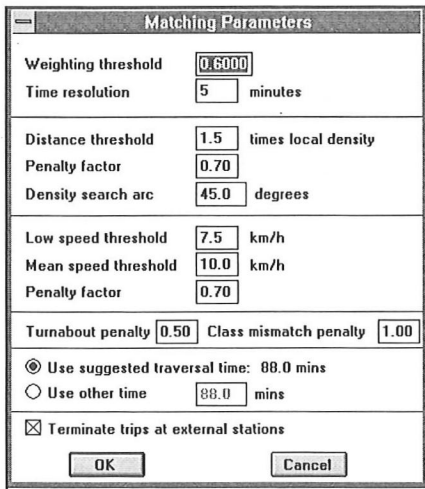 Matching Parameters
Weighting threshold 0.6000
Time resolution 5 minutes
Distance threshold 1.5 times local density
Penalty factor 0.70
Density search arc 45.0 degrees
Low speed threshold 7.5 km/h
Mean speed threshold 10.0 km/h
Penalty factor 0.70
Turnabout penalty 0.50 Class mismatch penalty 1.00
Use suggested traversal time: 88.0 mins
Use other time 88.0 mins
Terminate trips at external stations
OK Cancel